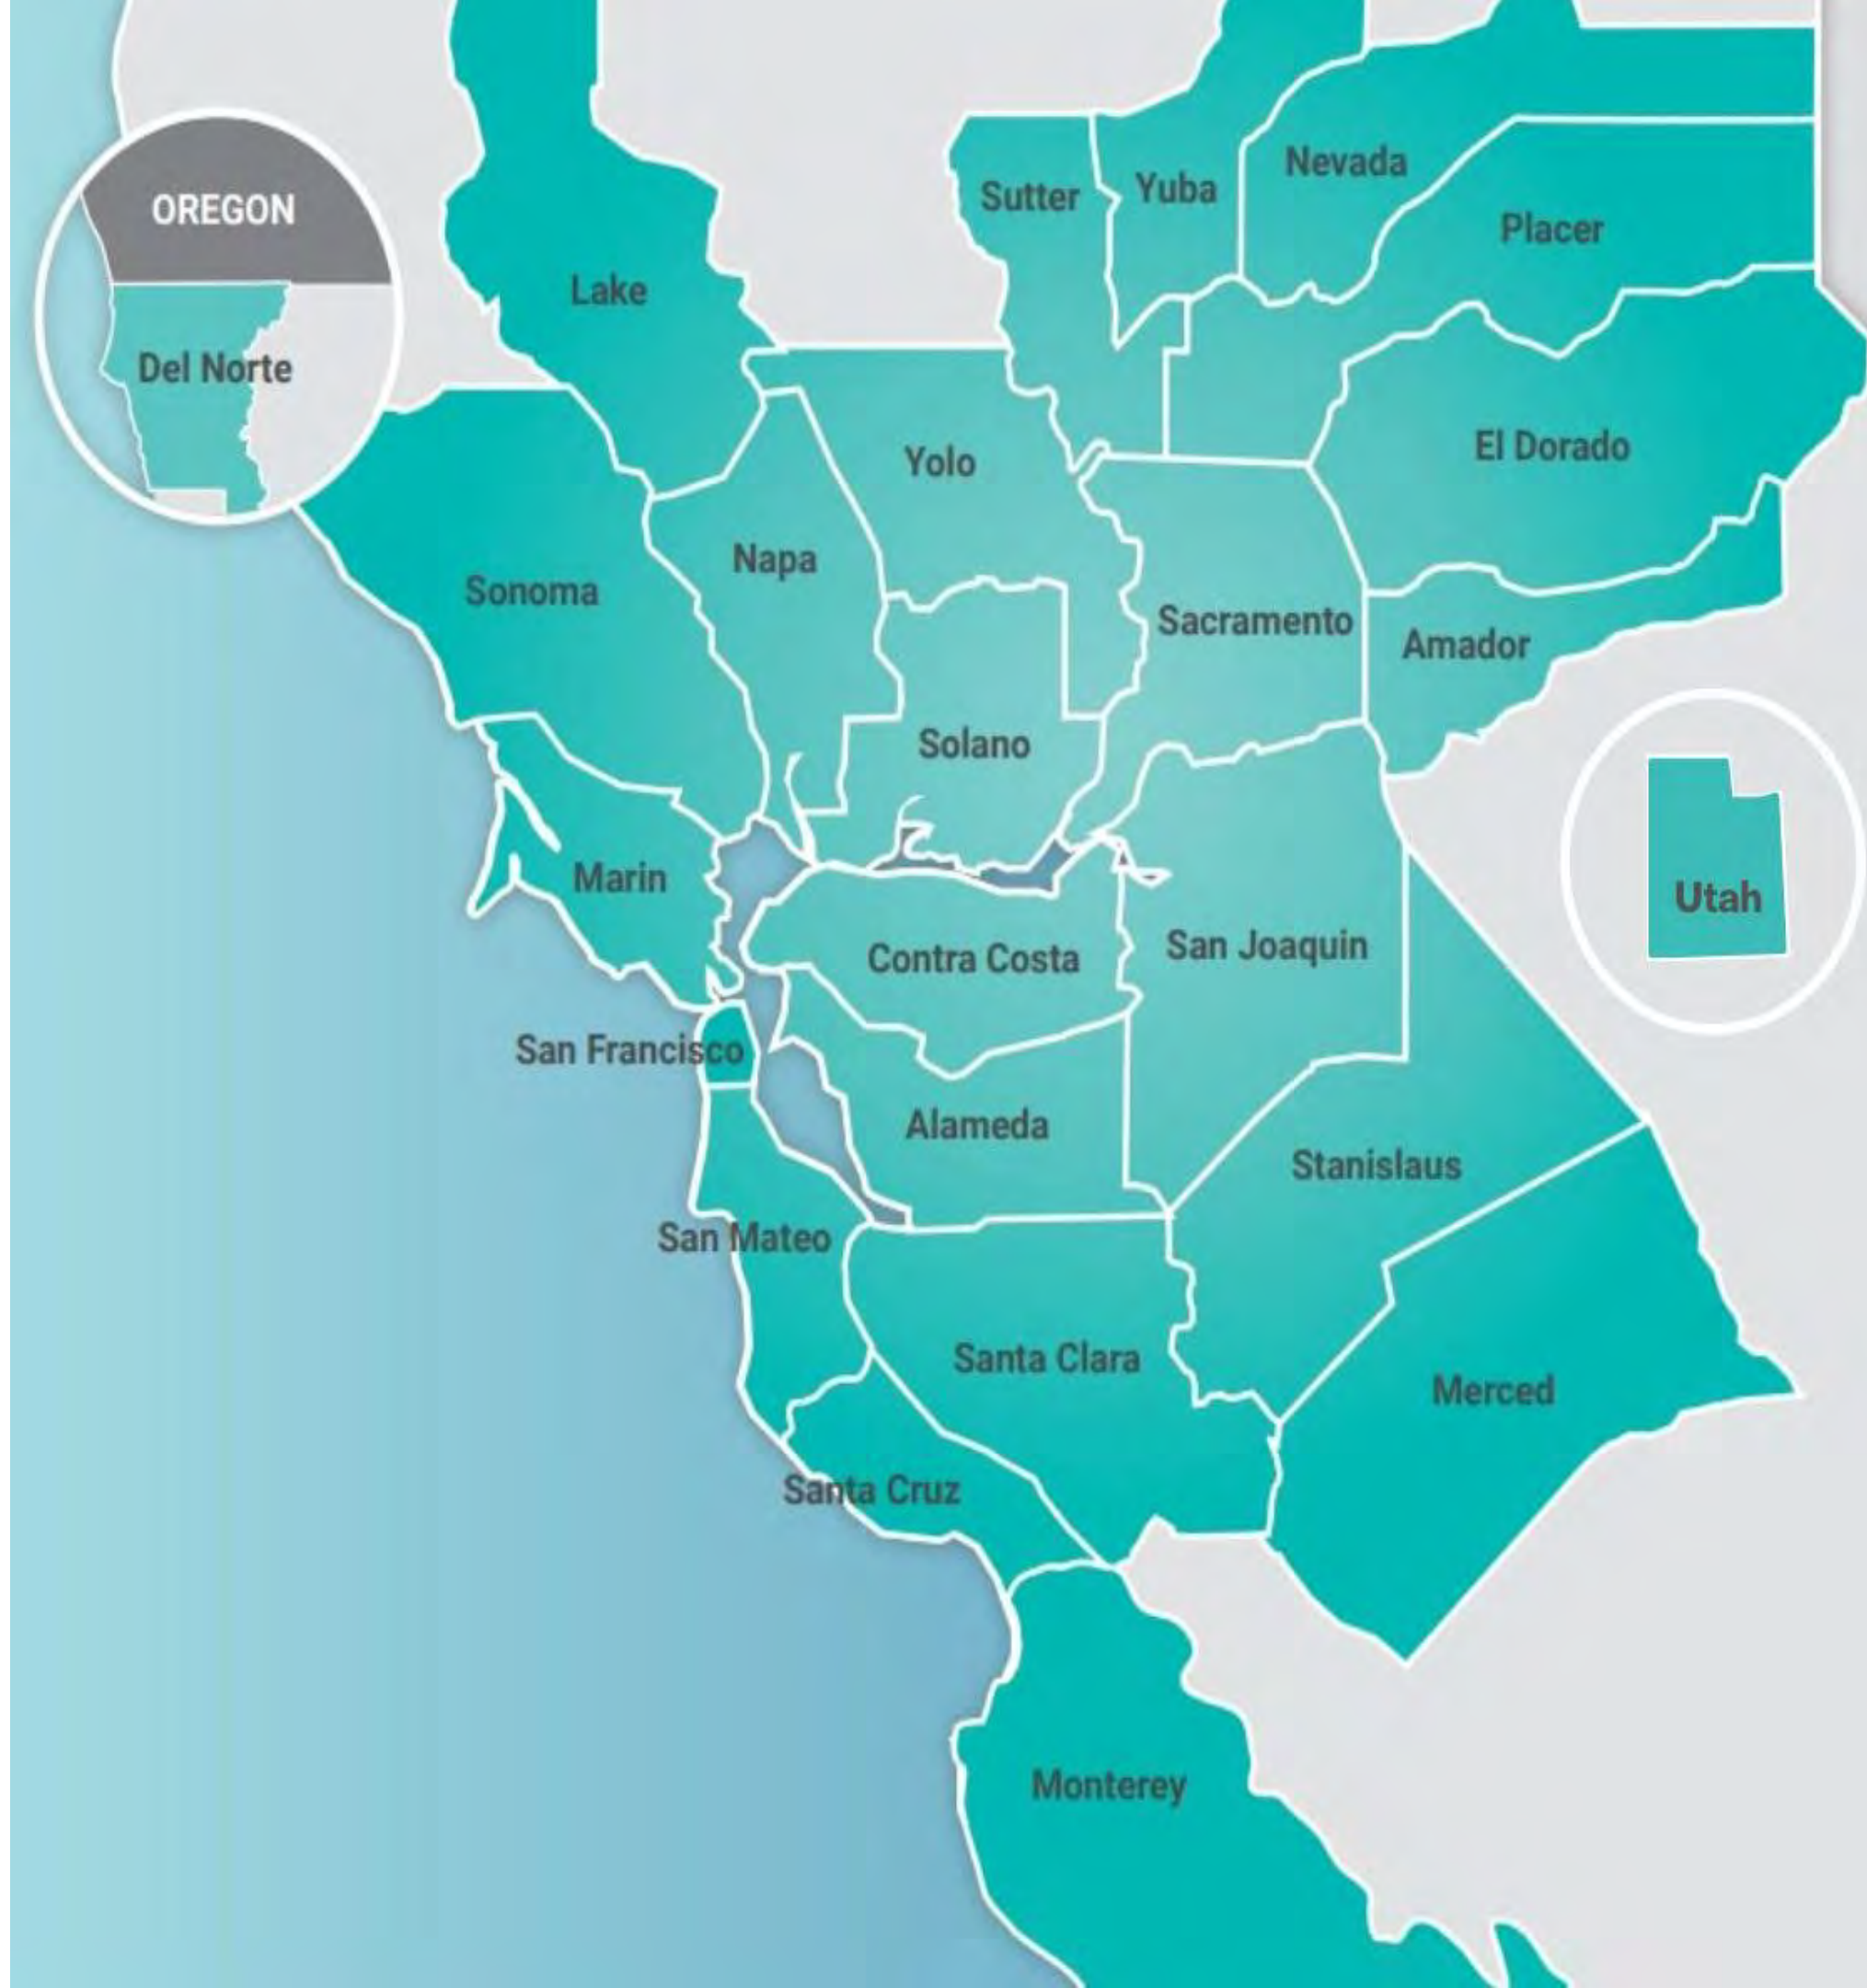 Nevada
Yuba
Sutter
OREGON
Placer
Lake
Del Norte
El Dorado
Yolo
Napa
Sonoma
Sacramento
Amador
Solano
Marin
Utah
San Joaquin
Contra Costa
San Francisco
Alameda
Stanislaus
San Mateo
Santa Clara
Merced
Santa Cruz
Monterey